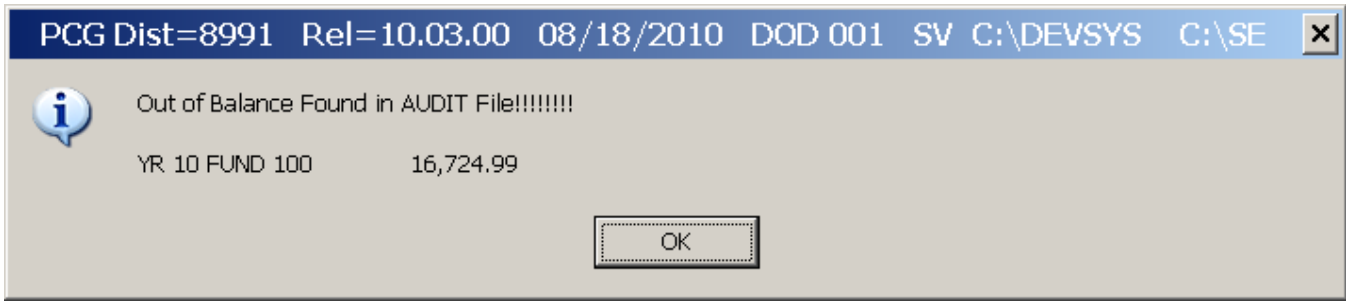 PCG Dist=8991 Rel=10.03.00 08/18/2010 DOD 001 SV C:\DEVSYS C:\SE
Out of Balance Found in AUDIT File!!!!!!!!
YR 10 FUND 100 16,724.99
OK